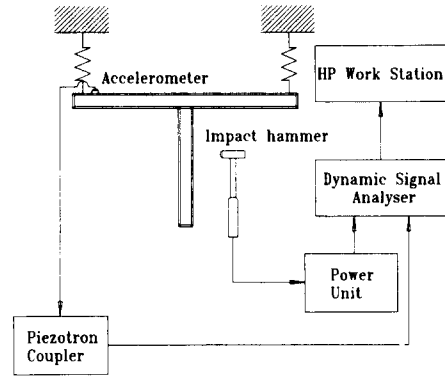 Accelerometer
HP Work Station
Impact hammer
Dynamic Signal
Analyser
Power
Unit
Piezotron
Coupler